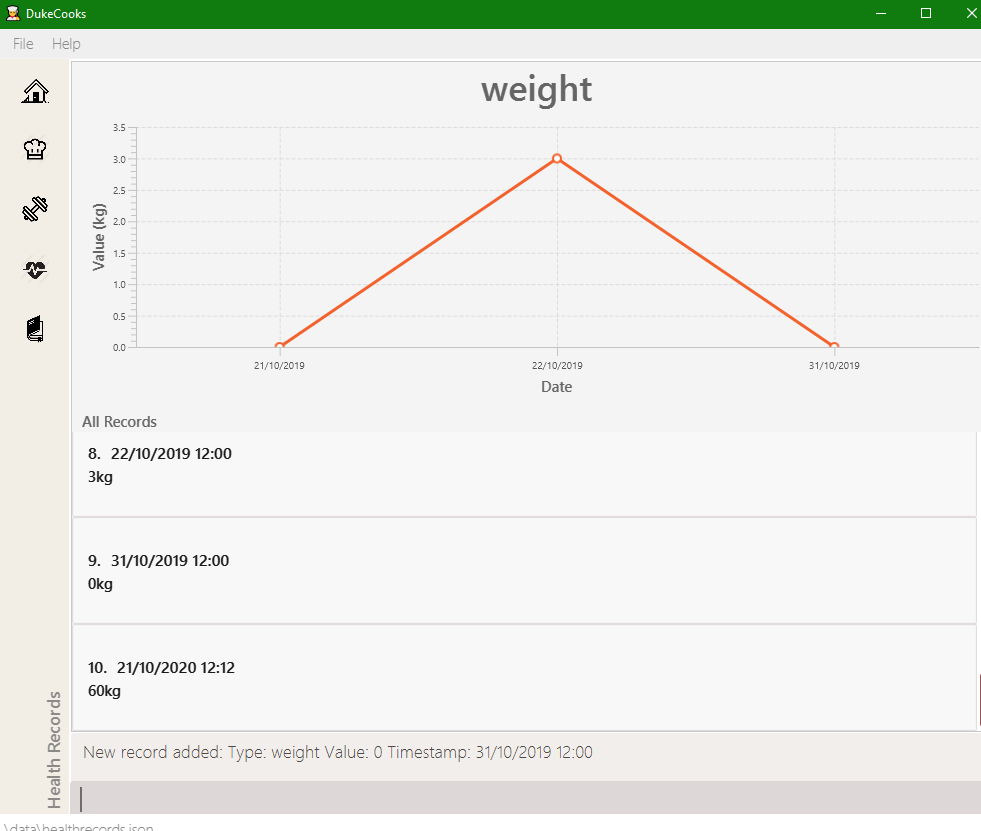 DukeCooks
File Help
weight
3.5
3.0
2.5
2.0
1.5
1.0
0.5
0.0
Value (kg)
21/10/2019 22/10/2019 31/10/2019
Date
All Records
8. 22/10/2019 12:00
3kg
9. 31/10/2019 12:00
0kg
10. 21/10/2020 12:12
60kg
Health Records
New record added: Type: weight Value: 0 Timestamp: 31/10/2019 12:00
.\data\healthrecords.json